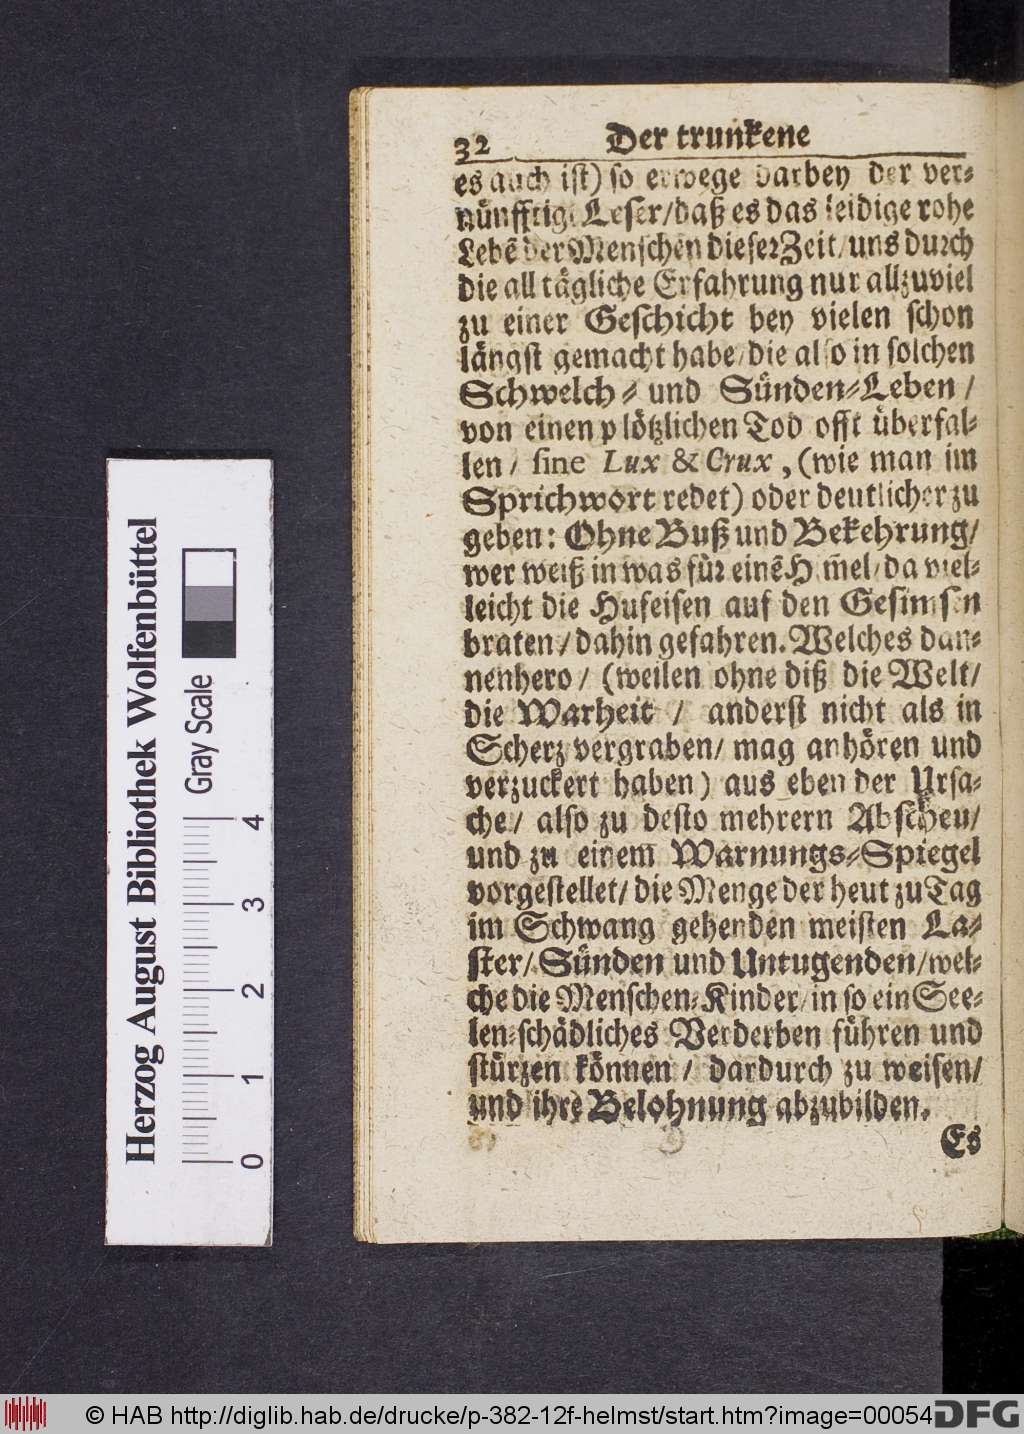 32 Der trunkene
es auch ist) so erwege darbey der ver-
nünfftige Leser/daß es das leidige rohe
Lebē der Menschen dieser Zeit/uns durch
die all tägliche Erfahrung nur allzuviel
zu einer Geschicht bey vielen schon
längst gemacht habe/die also in solchen
Schwelch- und Sünden-Leben/
von einen plötzlichen Tod offt überfal-
len/ sine Lux & Crux, (wie man im
Sprichwort redet) oder deutlicher zu
geben: Ohne Buß und Bekehrung/
wer weiß in was für einē H m̄el/da viel-
leicht die Hufeisen auf den Gesimsen
braten/dahin gefahren. Welches dan-
nenhero/ (weilen ohne diß die Welt/
die Warheit / anderst nicht als in
Scherz vergraben/ mag anhören und
verzuckert haben) aus eben der Ursa-
che/ also zu desto mehrern Abscheu/
und zu einem Warnungs-Spiegel
vorgestellet/die Menge der heut zu Tag
im Schwang gehenden meisten La-
ster/Sünden und Untugenden/wel-
che die Menschen-Kinder/in so ein See-
len-schädliches Verderben führen und
stürzen können/ dardurch zu weisen/
und ihre Belohnung abzubilden.
Es
Herzog August Bibliothek Wolfenbüttel
Gray Scale
0 1 2 3 4
© HAB http://diglib.hab.de/drucke/p-382-12f-helmst/start.htm?image=00054
DFG